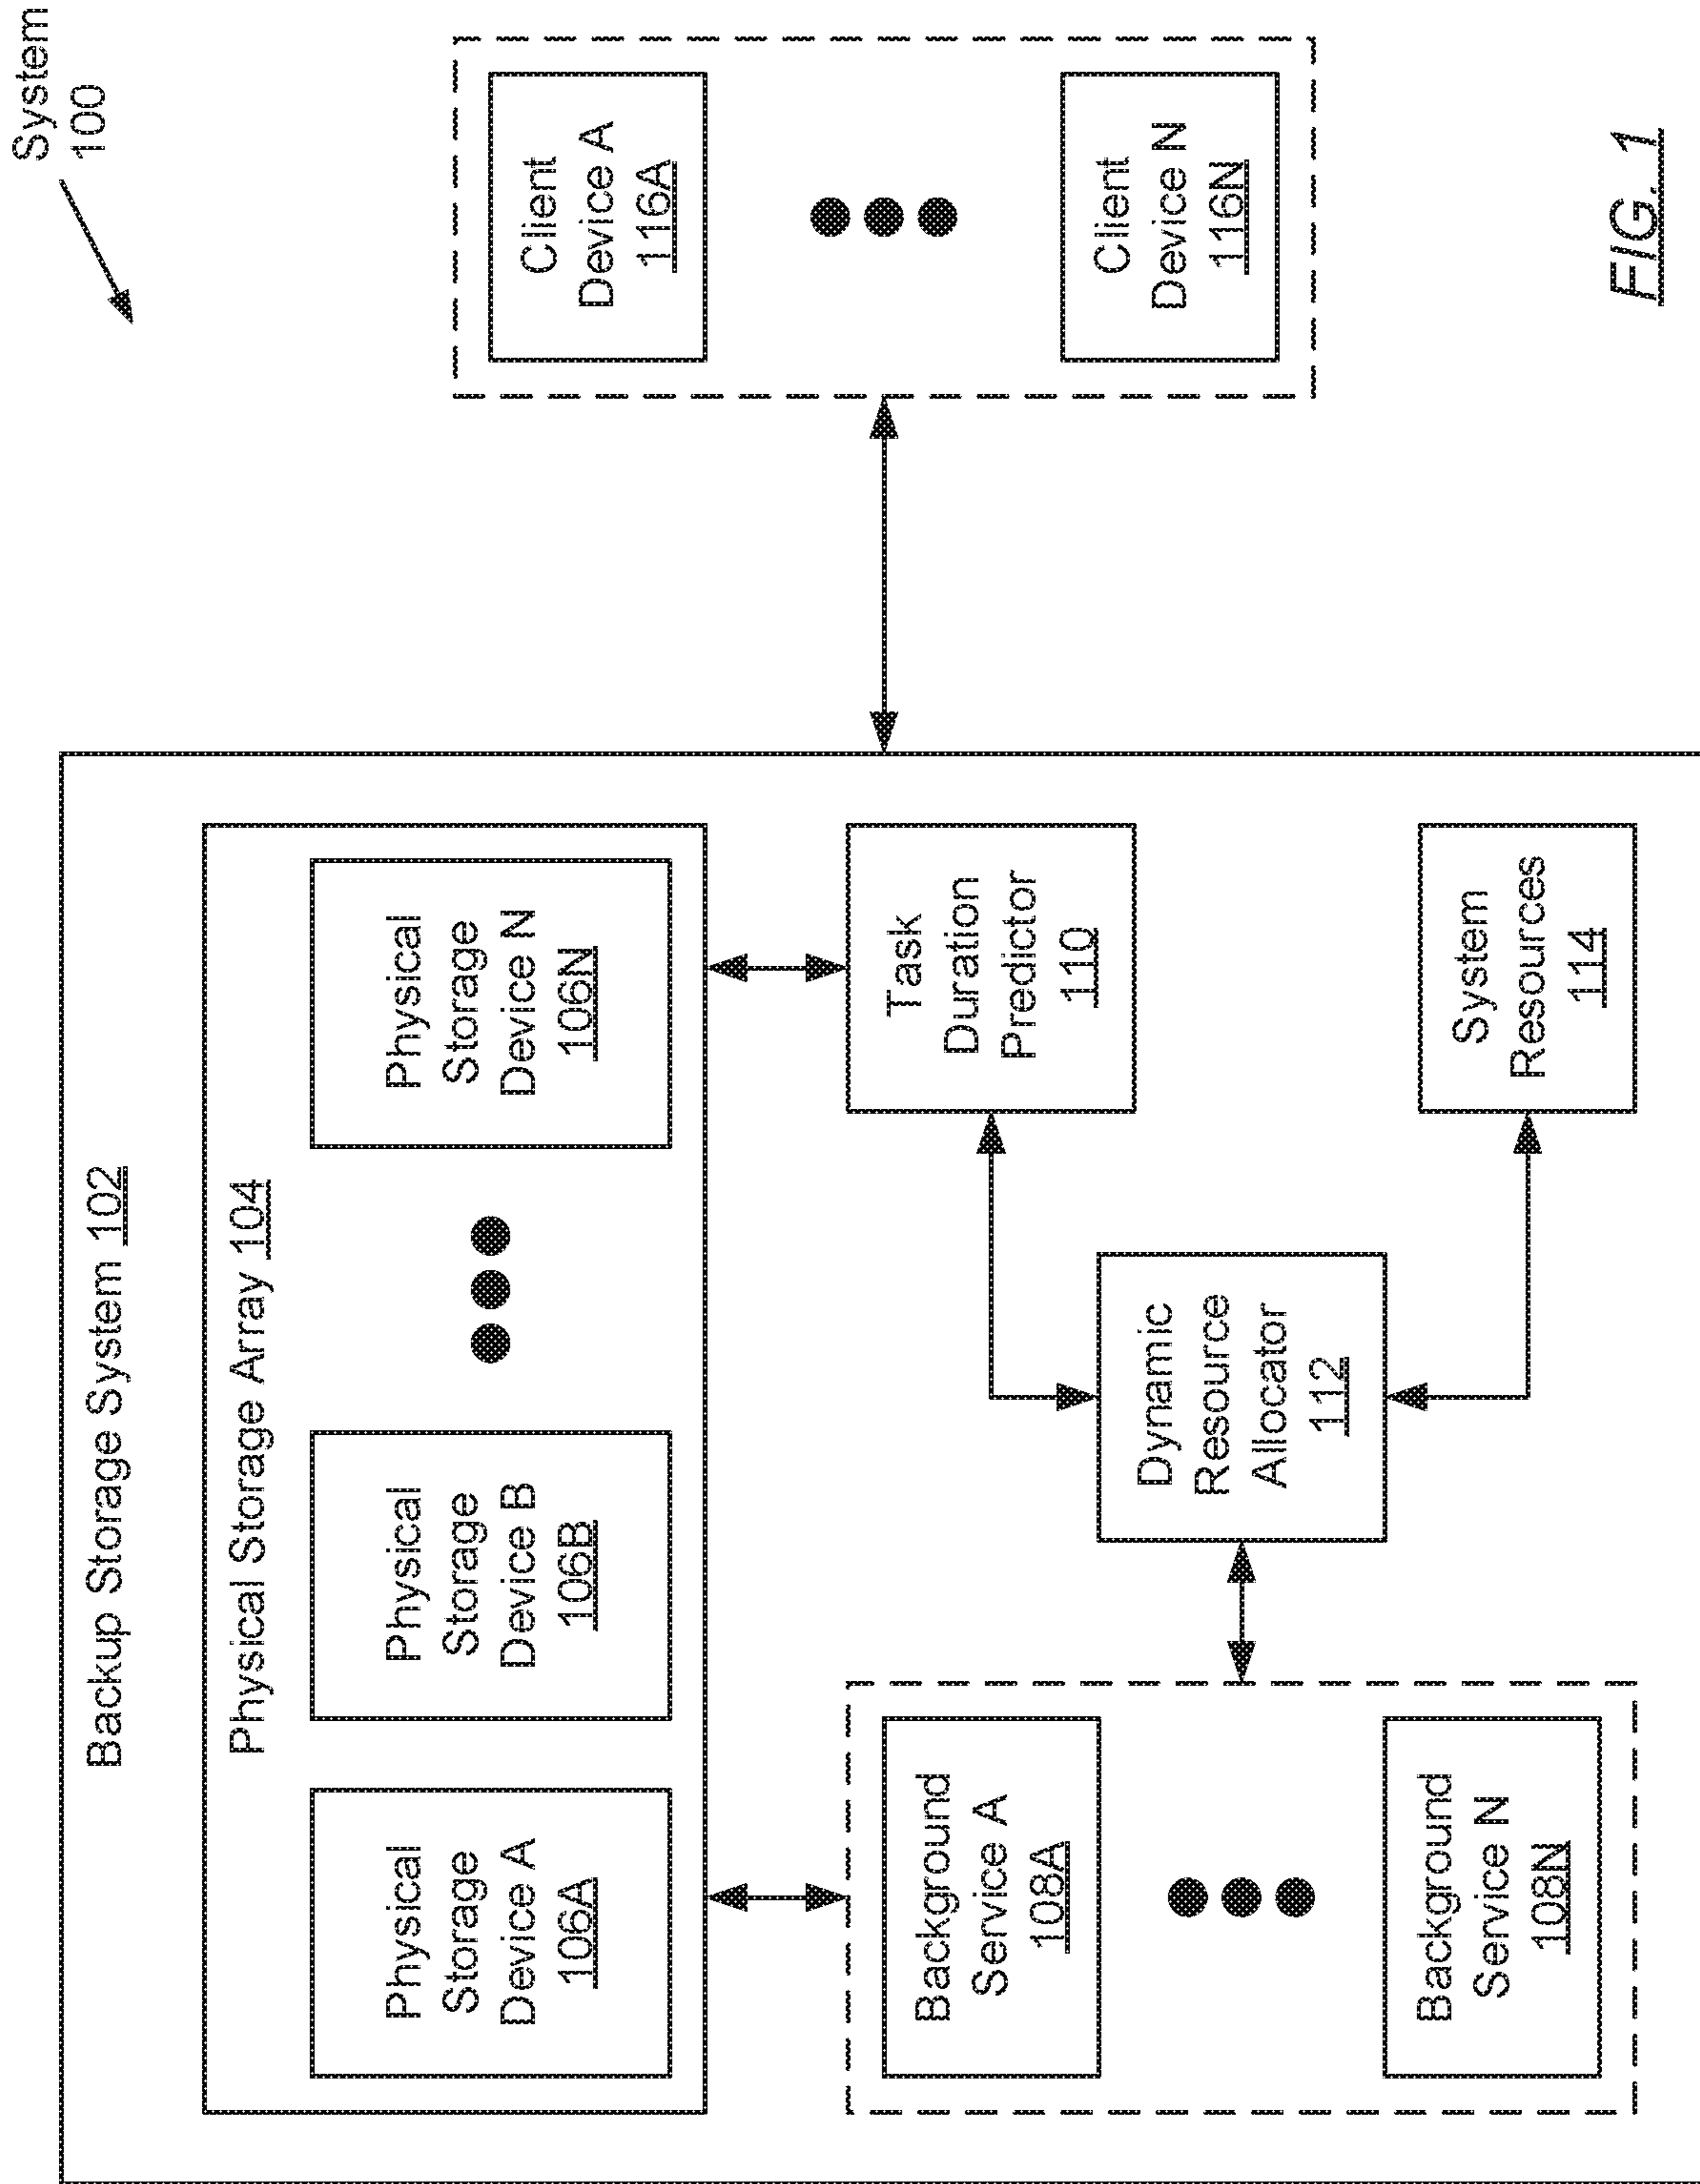 System
100
Backup Storage System 102
Physical Storage Array 104
Physical
Storage
Device A
106A
Physical
Storage
Device B
106B
Physical
Storage
Device N
106N
Background
Service A
108A
Background
Service N
108N
Dynamic
Resource
Allocator
112
Task
Duration
Predictor
110
System
Resources
114
Client
Device A
116A
Client
Device N
116N
FIG. 1